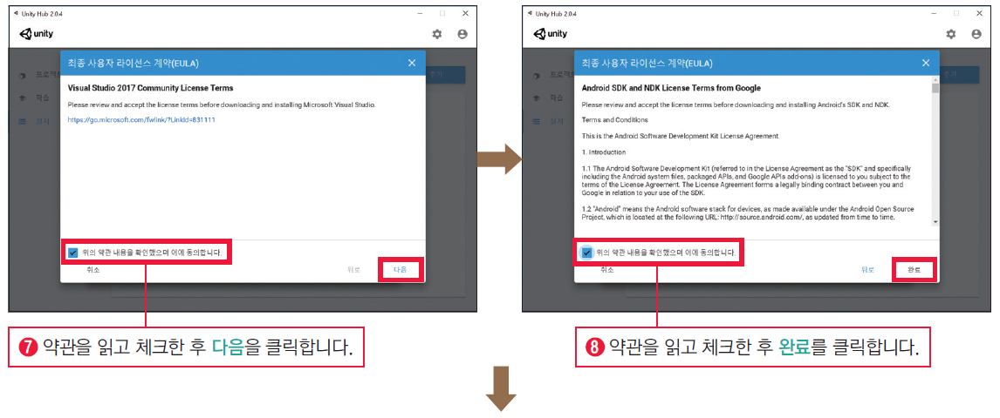 Unity Hub 2.0.4
unity
최종 사용자 라이선스 계약(EULA)
프로젝트
추가
학습
설치
Visual Studio 2017 Community License Terms
Please review and accept the license terms before downloading and installing Microsoft Visual Studio.
https://go.microsoft.com/fwlink/?LinkId=831111
위의 약관 내용을 확인했으며 이에 동의합니다.
취소
뒤로
다음
❼ 약관을 읽고 체크한 후 다음을 클릭합니다.
Unity Hub 2.0.4
unity
최종 사용자 라이선스 계약(EULA)
프로젝트
추가
학습
설치
Android SDK and NDK License Terms from Google
Please review and accept the license terms before downloading and installing Android's SDK and NDK.
Terms and Conditions
This is the Android Software Development Kit License Agreement
1. Introduction
1.1 The Android Software Development Kit (referred to in the License Agreement as the "SDK" and specifically
including the Android system files, packaged APIs, and Google APIs add-ons) is licensed to you subject to the
terms of the License Agreement. The License Agreement forms a legally binding contract between you and
Google in relation to your use of the SDK.
1.2 "Android" means the Android software stack for devices, as made available under the Android Open Source
Project, which is located at the following URL: http://source.android.com/, as updated from time to time.
위의 약관 내용을 확인했으며 이에 동의합니다.
취소
뒤로
완료
❽ 약관을 읽고 체크한 후 완료를 클릭합니다.